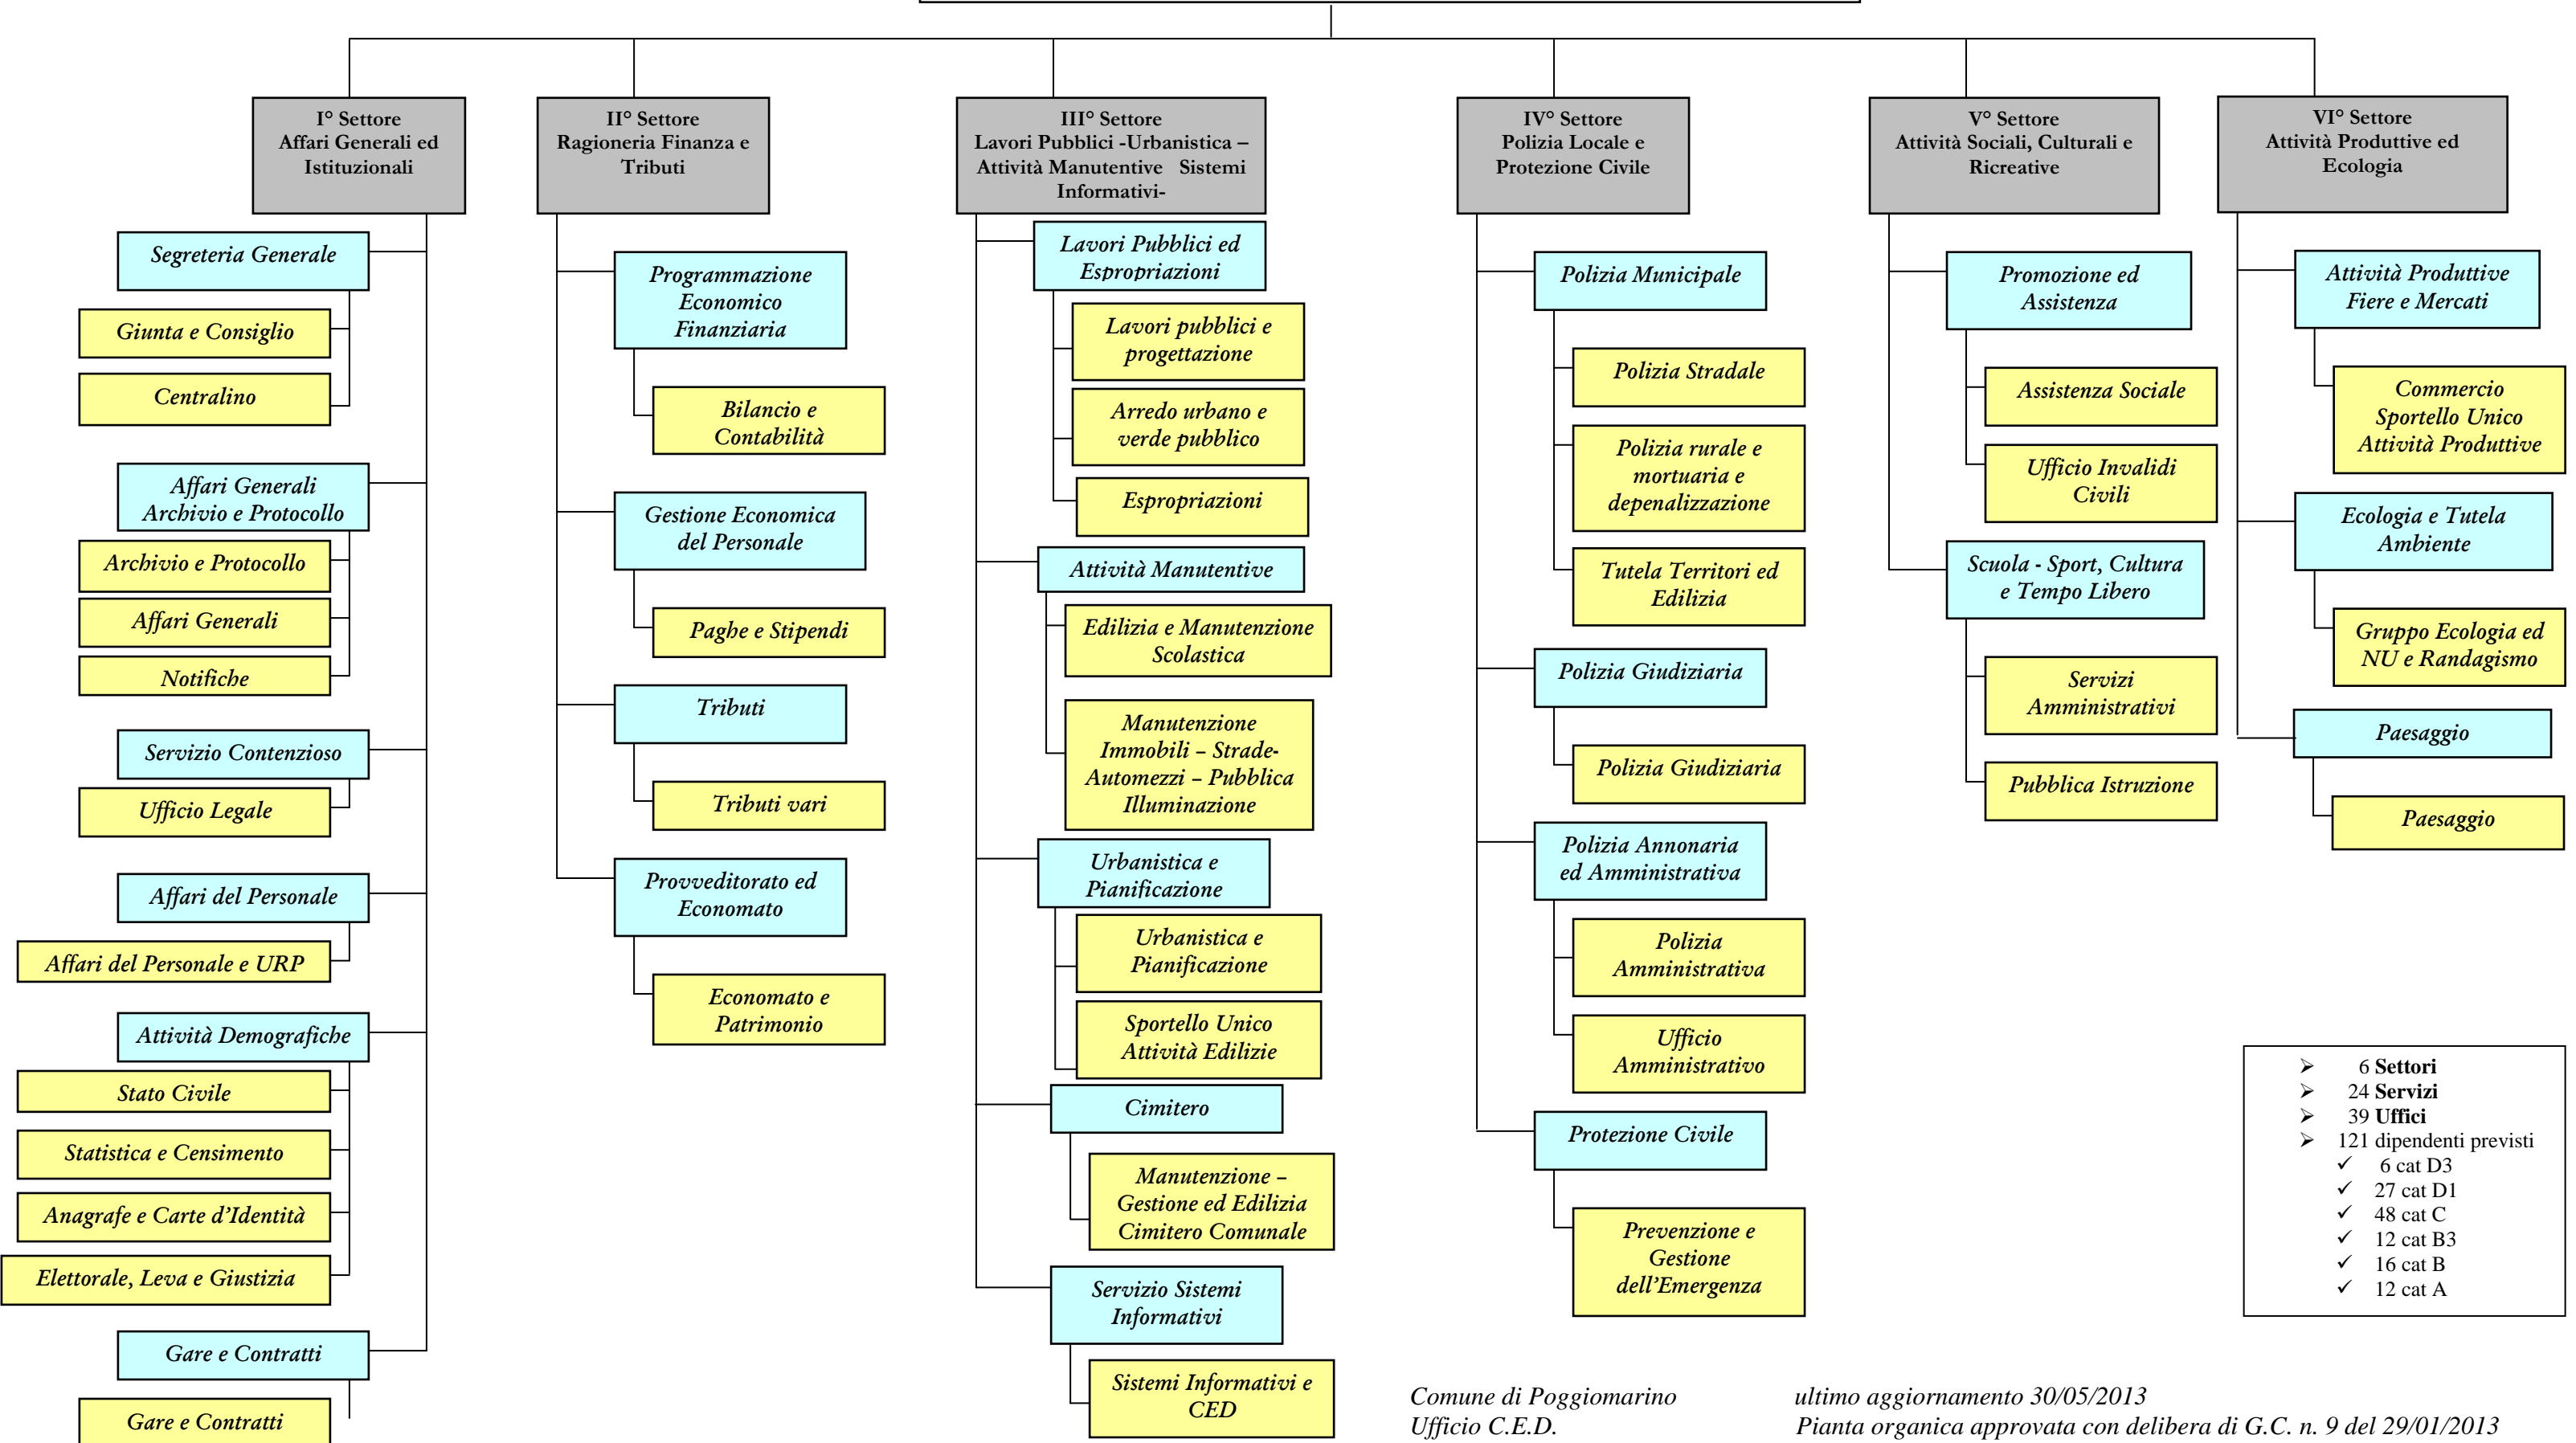 I° Settore
Affari Generali ed
Istituzionali
Segreteria Generale
Giunta e Consiglio
Centralino
Affari Generali
Archivio e Protocollo
Archivio e Protocollo
Affari Generali
Notifiche
Servizio Contenzioso
Ufficio Legale
Affari del Personale
Affari del Personale e URP
Attività Demografiche
Stato Civile
Statistica e Censimento
Anagrafe e Carte d'Identità
Elettorale, Leva e Giustizia
Gare e Contratti
Gare e Contratti
II° Settore
Ragioneria Finanza e
Tributi
Programmazione
Economico
Finanziaria
Bilancio e
Contabilità
Gestione Economica
del Personale
Paghe e Stipendi
Tributi
Tributi vari
Provveditorato ed
Economato
Economato e
Patrimonio
III° Settore
Lavori Pubblici -Urbanistica –
Attività Manutentive Sistemi
Informativi-
Lavori Pubblici ed
Espropriazioni
Lavori pubblici e
progettazione
Arredo urbano e
verde pubblico
Espropriazioni
Attività Manutentive
Edilizia e Manutenzione
Scolastica
Manutenzione
Immobili – Strade-
Automezzi – Pubblica
Illuminazione
Urbanistica e
Pianificazione
Urbanistica e
Pianificazione
Sportello Unico
Attività Edilizie
Cimitero
Manutenzione –
Gestione ed Edilizia
Cimitero Comunale
Servizio Sistemi
Informativi
Sistemi Informativi e
CED
IV° Settore
Polizia Locale e
Protezione Civile
Polizia Municipale
Polizia Stradale
Polizia rurale e
mortuaria e
depenalizzazione
Tutela Territori ed
Edilizia
Polizia Giudiziaria
Polizia Giudiziaria
Polizia Annonaria
ed Amministrativa
Polizia
Amministrativa
Ufficio
Amministrativo
Protezione Civile
Prevenzione e
Gestione
dell'Emergenza
V° Settore
Attività Sociali, Culturali e
Ricreative
Promozione ed
Assistenza
Assistenza Sociale
Ufficio Invalidi
Civili
Scuola - Sport, Cultura
e Tempo Libero
Servizi
Amministrativi
Pubblica Istruzione
VI° Settore
Attività Produttive ed
Ecologia
Attività Produttive
Fiere e Mercati
Commercio
Sportello Unico
Attività Produttive
Ecologia e Tutela
Ambiente
Gruppo Ecologia ed
NU e Randagismo
Paesaggio
Paesaggio
➢ 6 Settori
➢ 24 Servizi
➢ 39 Uffici
➢ 121 dipendenti previsti
✓ 6 cat D3
✓ 27 cat D1
✓ 48 cat C
✓ 12 cat B3
✓ 16 cat B
✓ 12 cat A
Comune di Poggiomarino ultimo aggiornamento 30/05/2013
Ufficio C.E.D. Pianta organica approvata con delibera di G.C. n. 9 del 29/01/2013